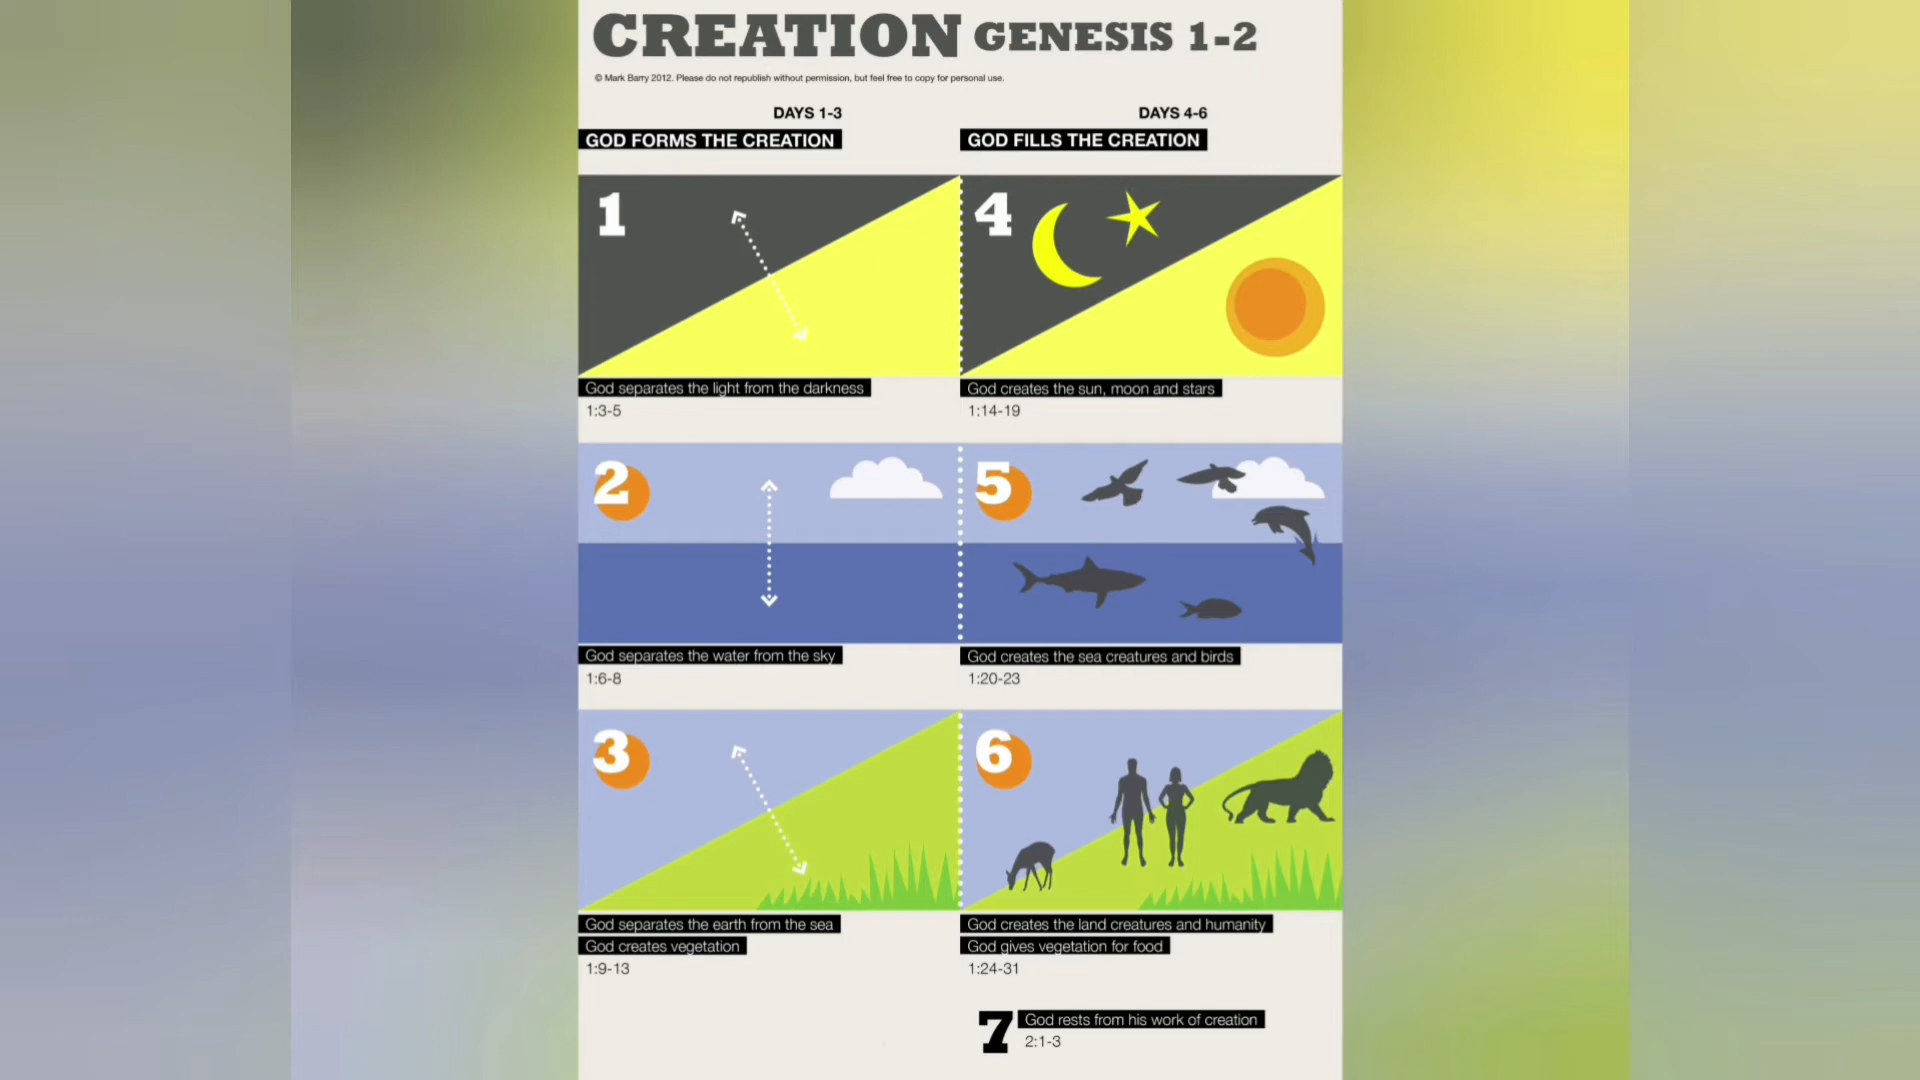 CREATION GENESIS 1-2
© Mark Barry 2012. Please do not republish without permission, but feel free to copy for personal use.
DAYS 1-3
GOD FORMS THE CREATION
DAYS 4-6
GOD FILLS THE CREATION
1
God separates the light from the darkness
1:3-5
4
God creates the sun, moon and stars
1:14-19
2
God separates the water from the sky
1:6-8
5
God creates the sea creatures and birds
1:20-23
3
God separates the earth from the sea
God creates vegetation
1:9-13
6
God creates the land creatures and humanity
God gives vegetation for food
1:24-31
7
God rests from his work of creation
2:1-3